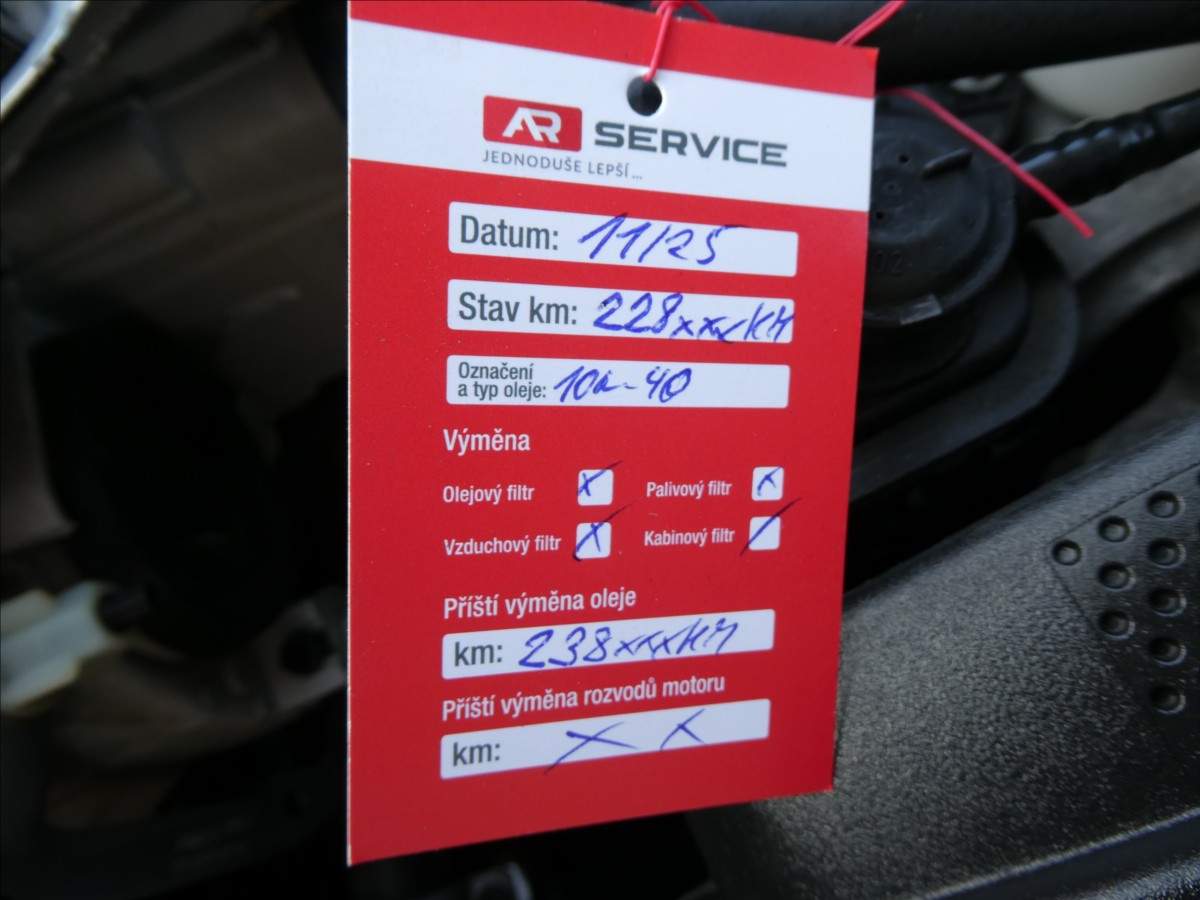 AR SERVICE
JEDNODUŠE LEPŠÍ...
Datum: 11/25
Stav km: 228xxxKM
Označení
a typ oleje: 10W-40
Výměna
Olejový filtr X Palivový filtr X
Vzduchový filtr X Kabinový filtr /
Příští výměna oleje
km: 238xxxKM
Příští výměna rozvodů motoru
km: X X